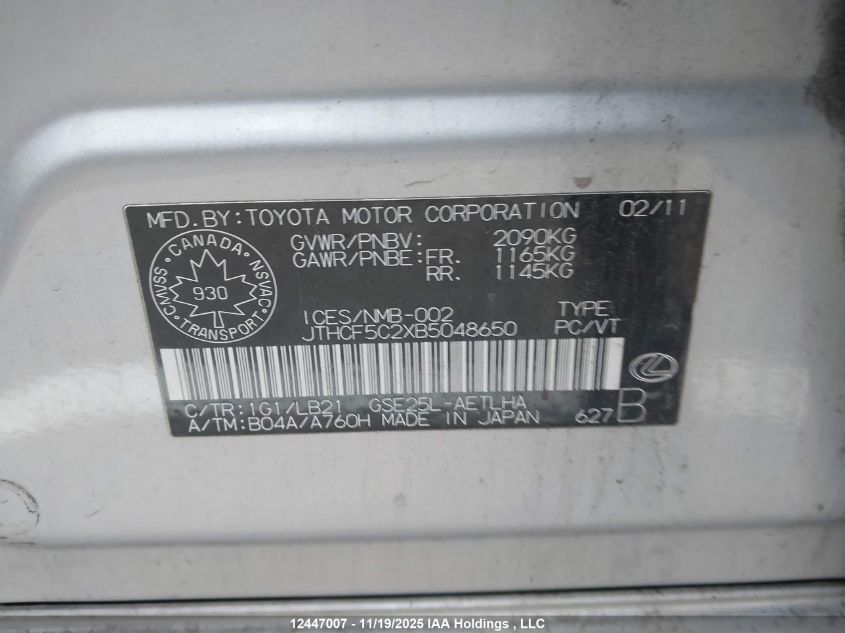 MFD.BY:TOYOTA MOTOR CORPORATION 02/11
GVWR/PNBV: 2090KG
GAWR/PNBE:FR. 1165KG
RR. 1145KG
CANADA
CMVSS
NSVAC
930
TRANSPORT
ICES/NMB-002 TYPE
JTHCF5C2XB5048650 PC/VT
C/TR:1G1/LB21 GSE25L-AETLHA
A/TM:B04A/A760H MADE IN JAPAN 627 B
12447007 - 11/19/2025 IAA Holdings , LLC